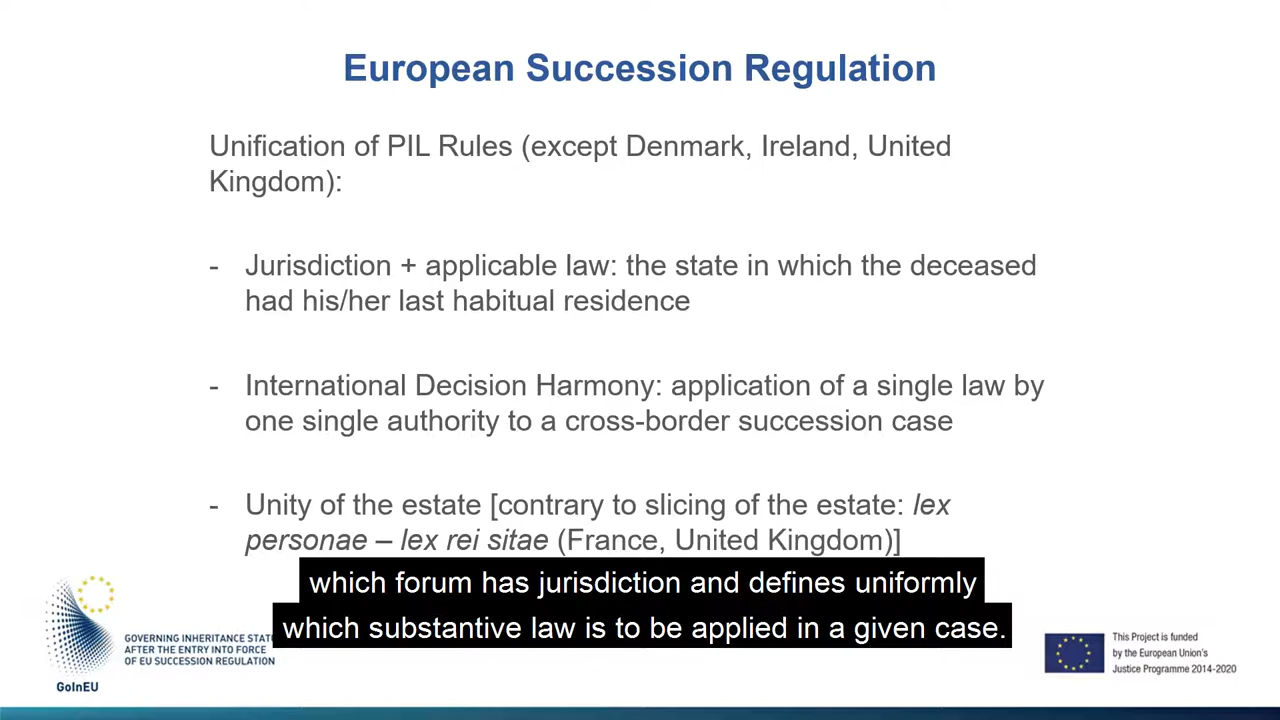 European Succession Regulation
Unification of PIL Rules (except Denmark, Ireland, United
Kingdom):
- Jurisdiction + applicable law: the state in which the deceased
had his/her last habitual residence
- International Decision Harmony: application of a single law by
one single authority to a cross-border succession case
- Unity of the estate [contrary to slicing of the estate: lex
personae – lex rei sitae (France, United Kingdom)]
which forum has jurisdiction and defines uniformly
which substantive law is to be applied in a given case.
GOVERNING INHERITANCE STAT
AFTER THE ENTRY INTO FORCE
OF EU SUCCESSION REGULATION
GoInEU
This Project is funded
by the European Union's
Justice Programme 2014-2020